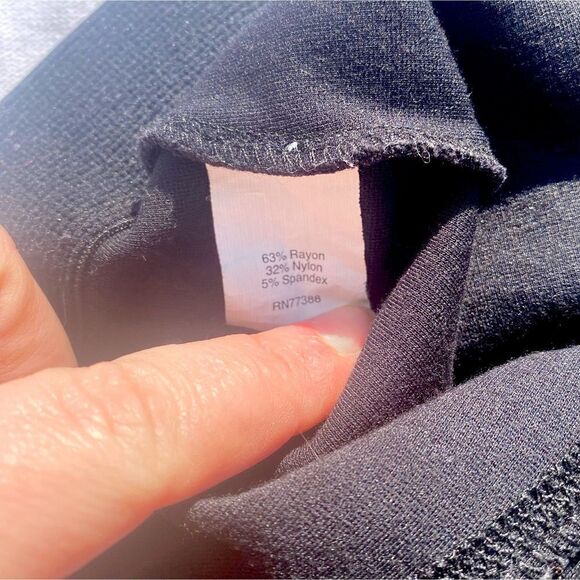 63% Rayon
32% Nylon
5% Spandex
RN77388